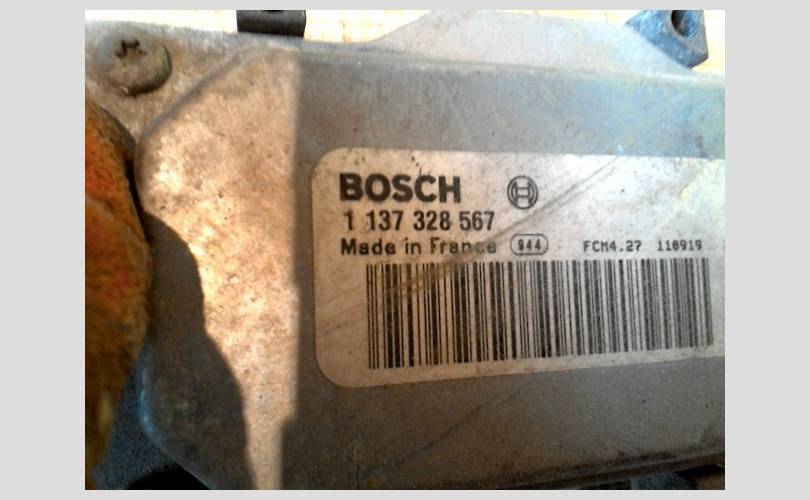 BOSCH
1 137 328 567
Made in France 944 FCM4.27 110919